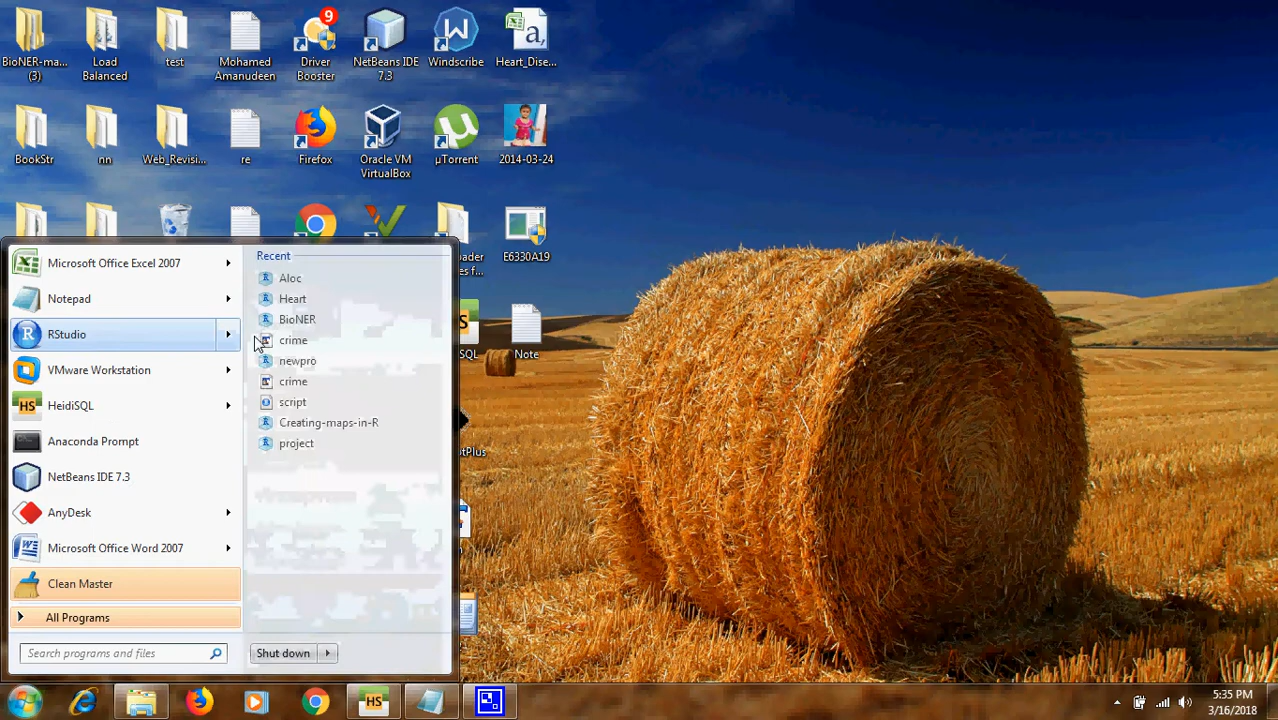 9
BioNER-ma... (3)
Load Balanced
test
Mohamed Amanudeen
Driver Booster
NetBeans IDE 7.3
Windscribe
Heart_Dise...
BookStr
nn
Web_Revisi...
re
Firefox
Oracle VM VirtualBox
µTorrent
2014-03-24
E6330A19
Note
Microsoft Office Excel 2007
Notepad
RStudio
VMware Workstation
HeidiSQL
Anaconda Prompt
NetBeans IDE 7.3
AnyDesk
Microsoft Office Word 2007
Clean Master
All Programs
Search programs and files
Recent
Aloc
Heart
BioNER
crime
newpro
crime
script
Creating-maps-in-R
project
Shut down
5:35 PM
3/16/2018